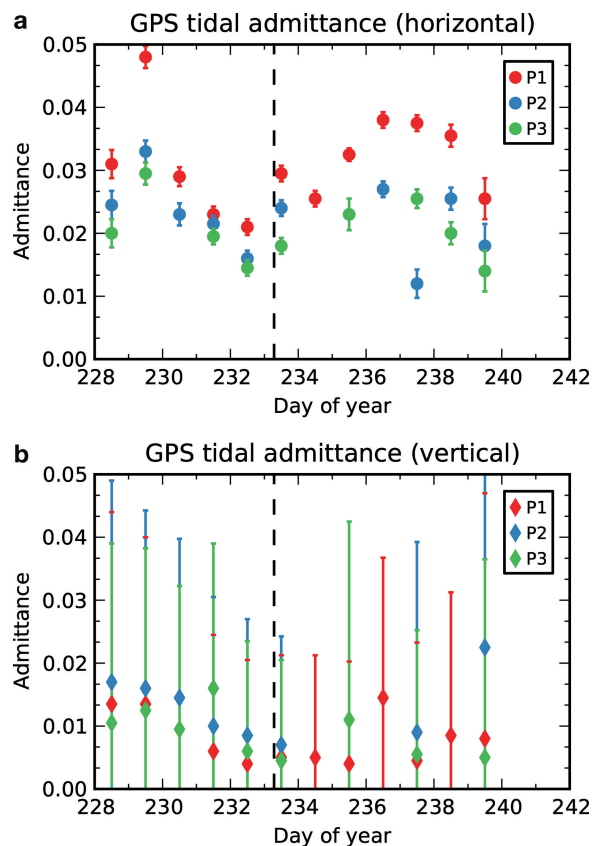 a
GPS tidal admittance (horizontal)
0.05
0.04
0.03
0.02
0.01
0.00
Admittance
P1
P2
P3
228 230 232 234 236 238 240 242
Day of year
b
GPS tidal admittance (vertical)
0.05
0.04
0.03
0.02
0.01
0.00
Admittance
P1
P2
P3
228 230 232 234 236 238 240 242
Day of year